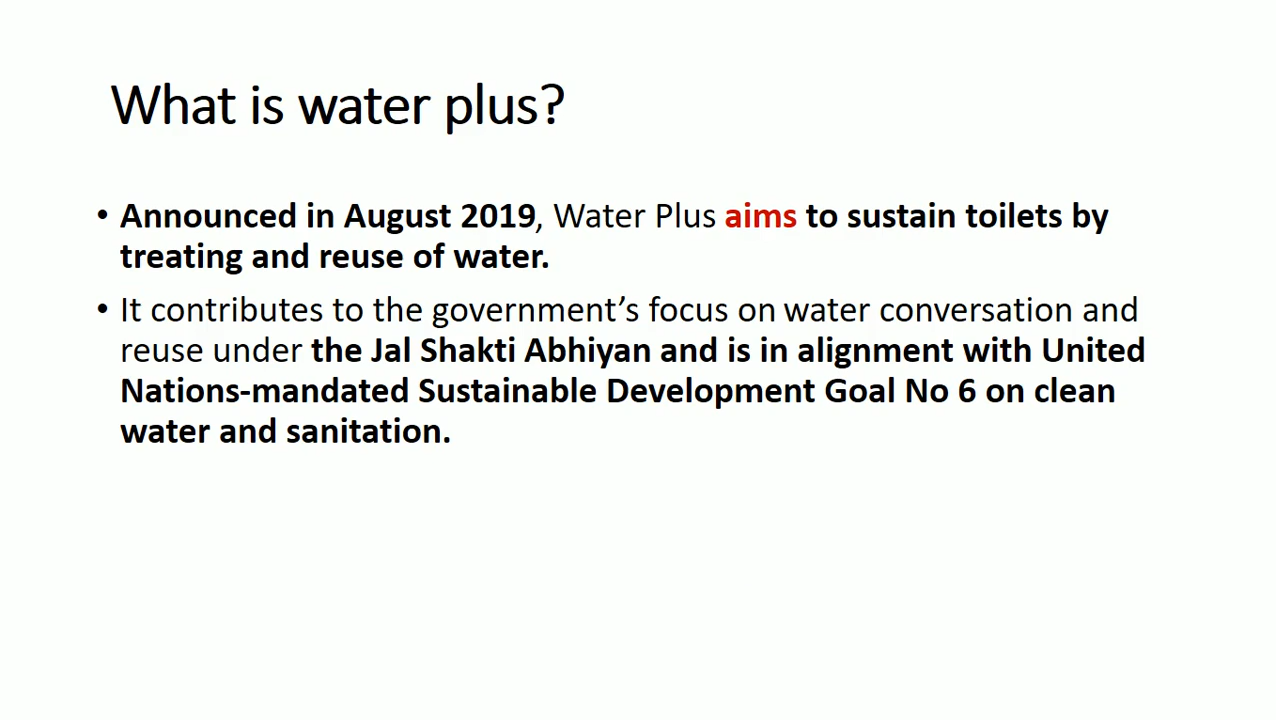 What is water plus?
• Announced in August 2019, Water Plus aims to sustain toilets by
treating and reuse of water.
• It contributes to the government’s focus on water conversation and
reuse under the Jal Shakti Abhiyan and is in alignment with United
Nations-mandated Sustainable Development Goal No 6 on clean
water and sanitation.